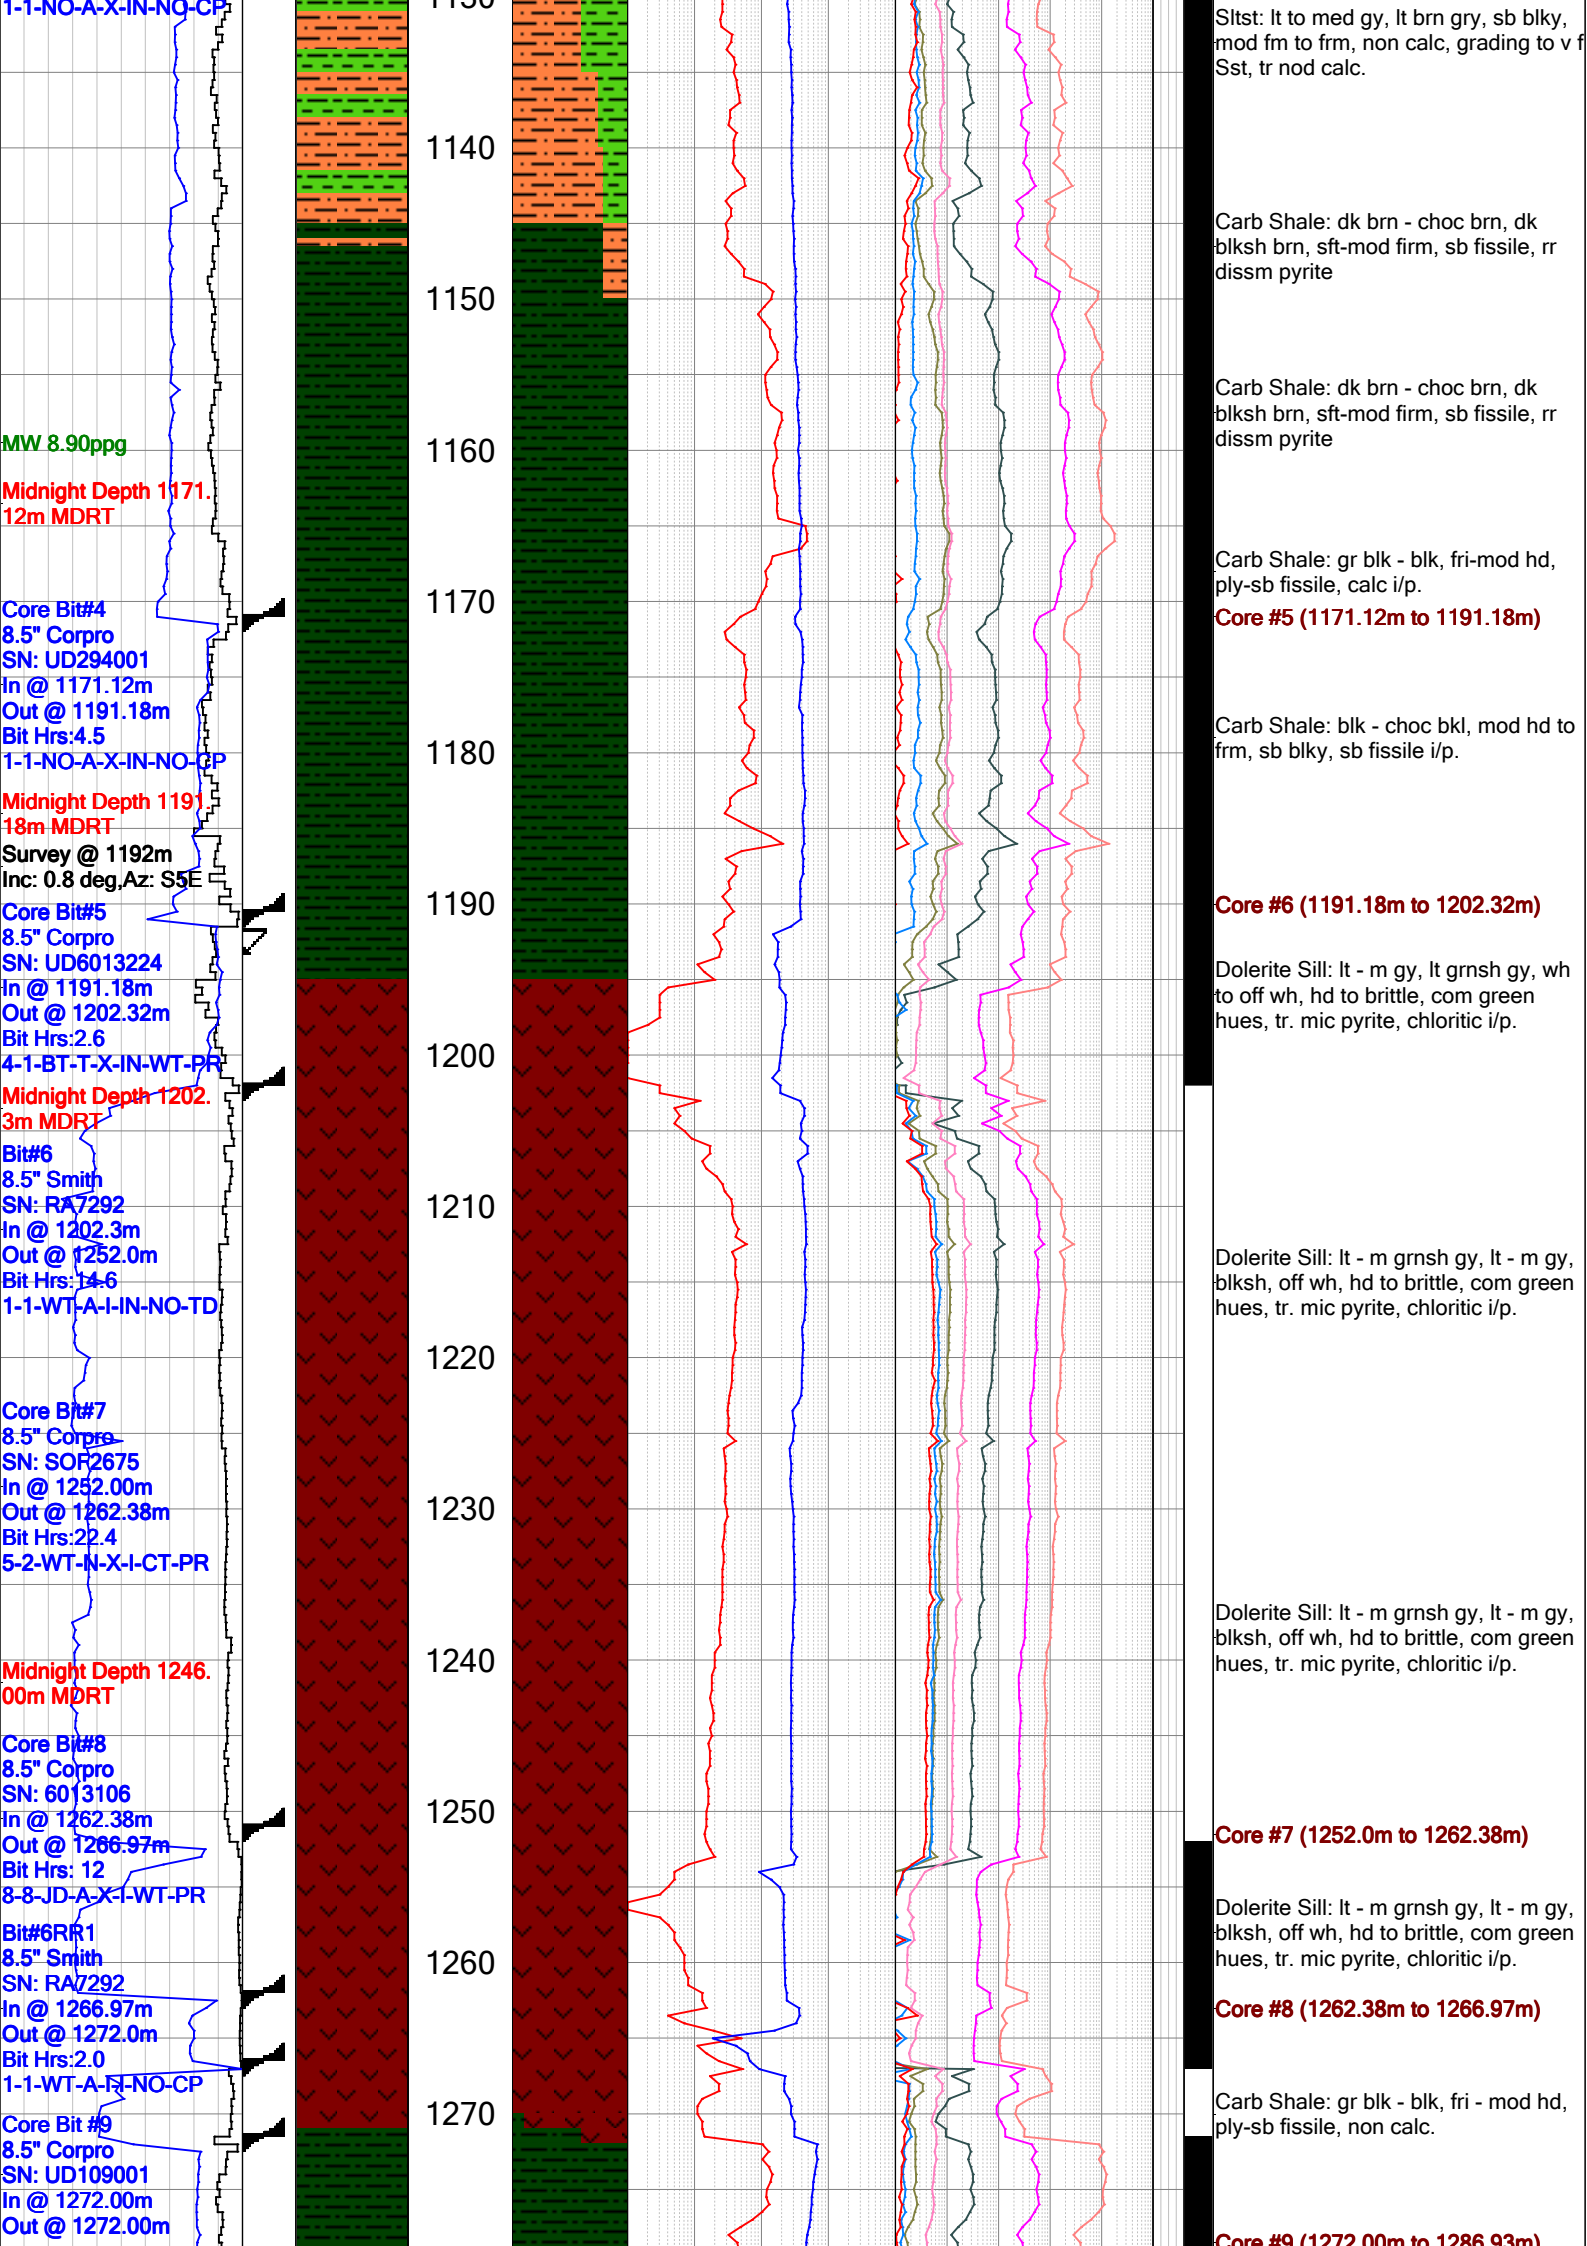 1-1-NO-A-X-IN-NO-CP
MW 8.90ppg
Midnight Depth 1171.
12m MDRT
Core Bit#4
8.5" Corpro
SN: UD294001
In @ 1171.12m
Out @ 1191.18m
Bit Hrs:4.5
1-1-NO-A-X-IN-NO-CP
Midnight Depth 1191.
18m MDRT
Survey @ 1192m
Inc: 0.8 deg,Az: S5E
Core Bit#5
8.5" Corpro
SN: UD6013224
In @ 1191.18m
Out @ 1202.32m
Bit Hrs:2.6
4-1-BT-T-X-IN-WT-PR
Midnight Depth 1202.
3m MDRT
Bit#6
8.5" Smith
SN: RA7292
In @ 1202.3m
Out @ 1252.0m
Bit Hrs:14.6
1-1-WT-A-I-IN-NO-TD
Core Bit#7
8.5" Corpro
SN: SOR2675
In @ 1252.00m
Out @ 1262.38m
Bit Hrs:22.4
5-2-WT-N-X-I-CT-PR
Midnight Depth 1246.
00m MDRT
Core Bit#8
8.5" Corpro
SN: 6013106
In @ 1262.38m
Out @ 1266.97m
Bit Hrs: 12
8-8-JD-A-X-I-WT-PR
Bit#6RR1
8.5" Smith
SN: RA7292
In @ 1266.97m
Out @ 1272.0m
Bit Hrs:2.0
Core Bit #9
8.5" Corpro
SN: UD109001
In @ 1272.00m
Out @ 1272.00m
1130
1140
1150
1160
1170
1180
1190
1200
1210
1220
1230
1240
1250
1260
1270
Sltst: lt to med gy, lt brn gry, sb blky,
mod fm to frm, non calc, grading to v f
Sst, tr nod calc.
Carb Shale: dk brn - choc brn, dk
blksh brn, sft-mod firm, sb fissile, rr
dissm pyrite
Carb Shale: dk brn - choc brn, dk
blksh brn, sft-mod firm, sb fissile, rr
dissm pyrite
Carb Shale: gr blk - blk, fri-mod hd,
ply-sb fissile, calc i/p.
Core #5 (1171.12m to 1191.18m)
Carb Shale: blk - choc bkl, mod hd to
frm, sb blky, sb fissile i/p.
Core #6 (1191.18m to 1202.32m)
Dolerite Sill: lt - m gy, lt grnsh gy, wh
to off wh, hd to brittle, com green
hues, tr. mic pyrite, chloritic i/p.
Dolerite Sill: lt - m grnsh gy, lt - m gy,
blksh, off wh, hd to brittle, com green
hues, tr. mic pyrite, chloritic i/p.
Dolerite Sill: lt - m grnsh gy, lt - m gy,
blksh, off wh, hd to brittle, com green
hues, tr. mic pyrite, chloritic i/p.
Core #7 (1252.0m to 1262.38m)
Dolerite Sill: lt - m grnsh gy, lt - m gy,
blksh, off wh, hd to brittle, com green
hues, tr. mic pyrite, chloritic i/p.
Core #8 (1262.38m to 1266.97m)
Carb Shale: gr blk - blk, fri - mod hd,
ply-sb fissile, non calc.
Core #9 (1272.00m to 1286.93m)